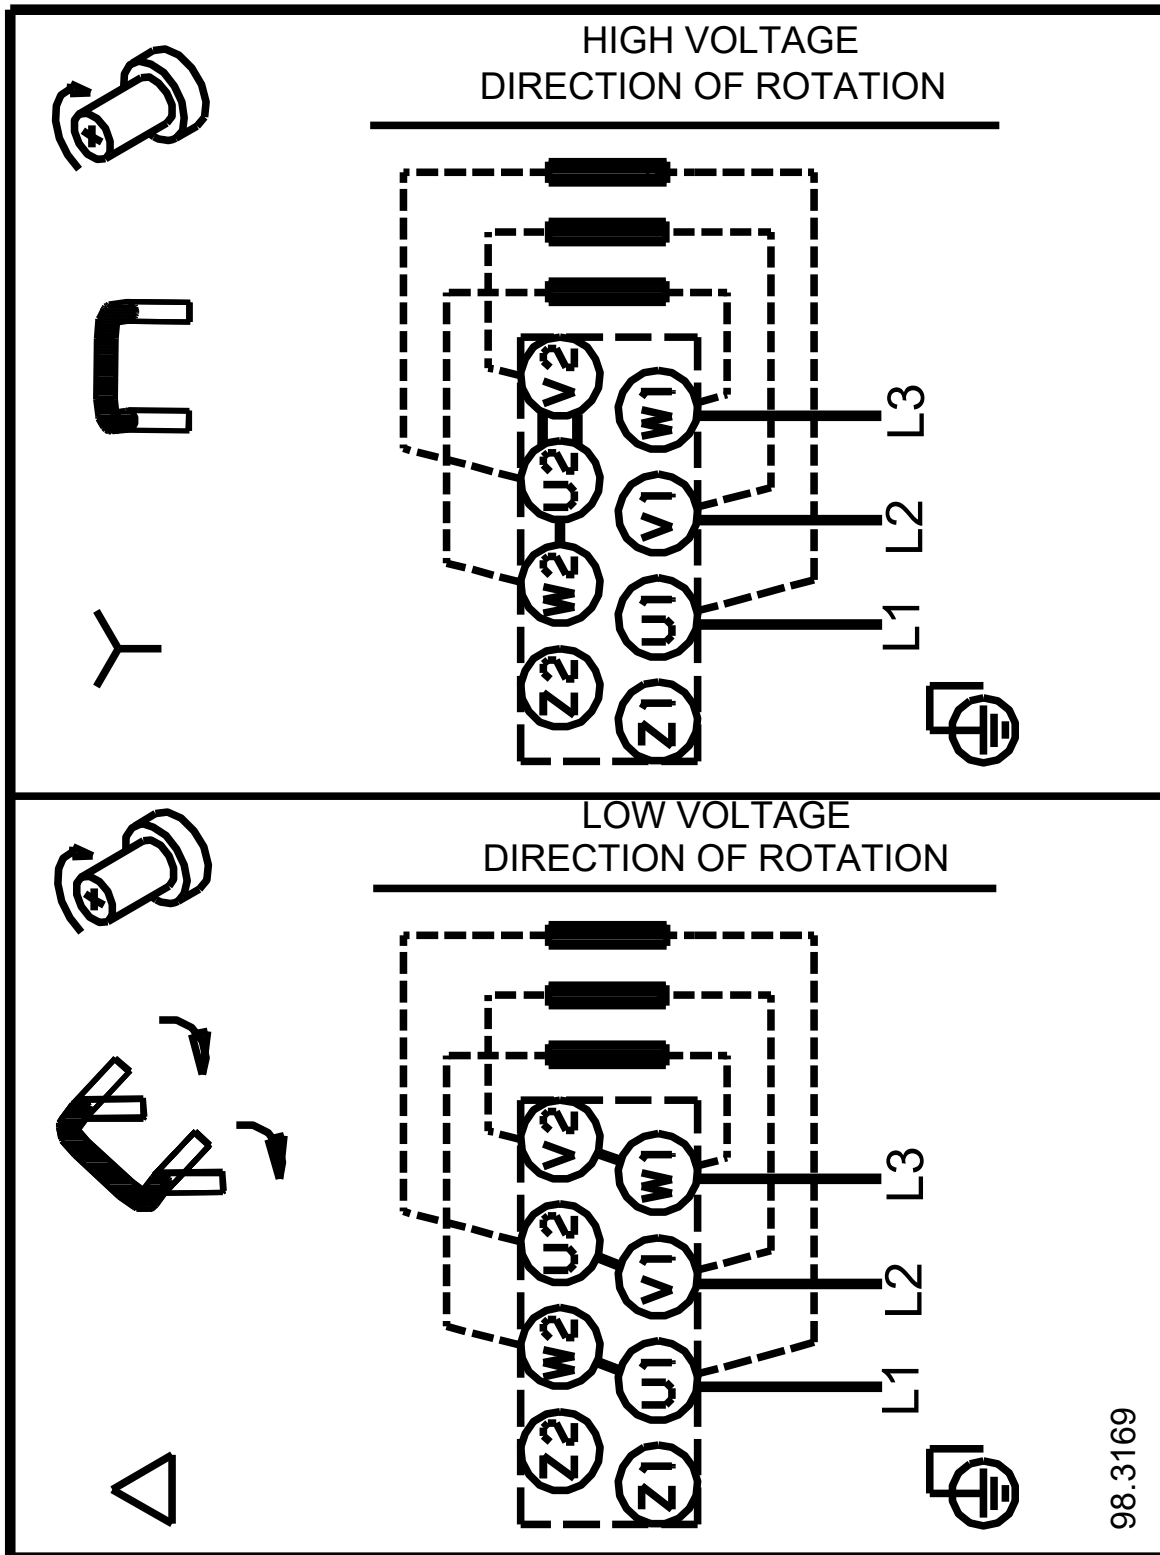 HIGH VOLTAGE
DIRECTION OF ROTATION
V2
W1
L3
U2
V1
L2
W2
U1
L1
Z2
Z1
LOW VOLTAGE
DIRECTION OF ROTATION
V2
W1
L3
U2
V1
L2
W2
U1
L1
Z2
Z1
98.3169